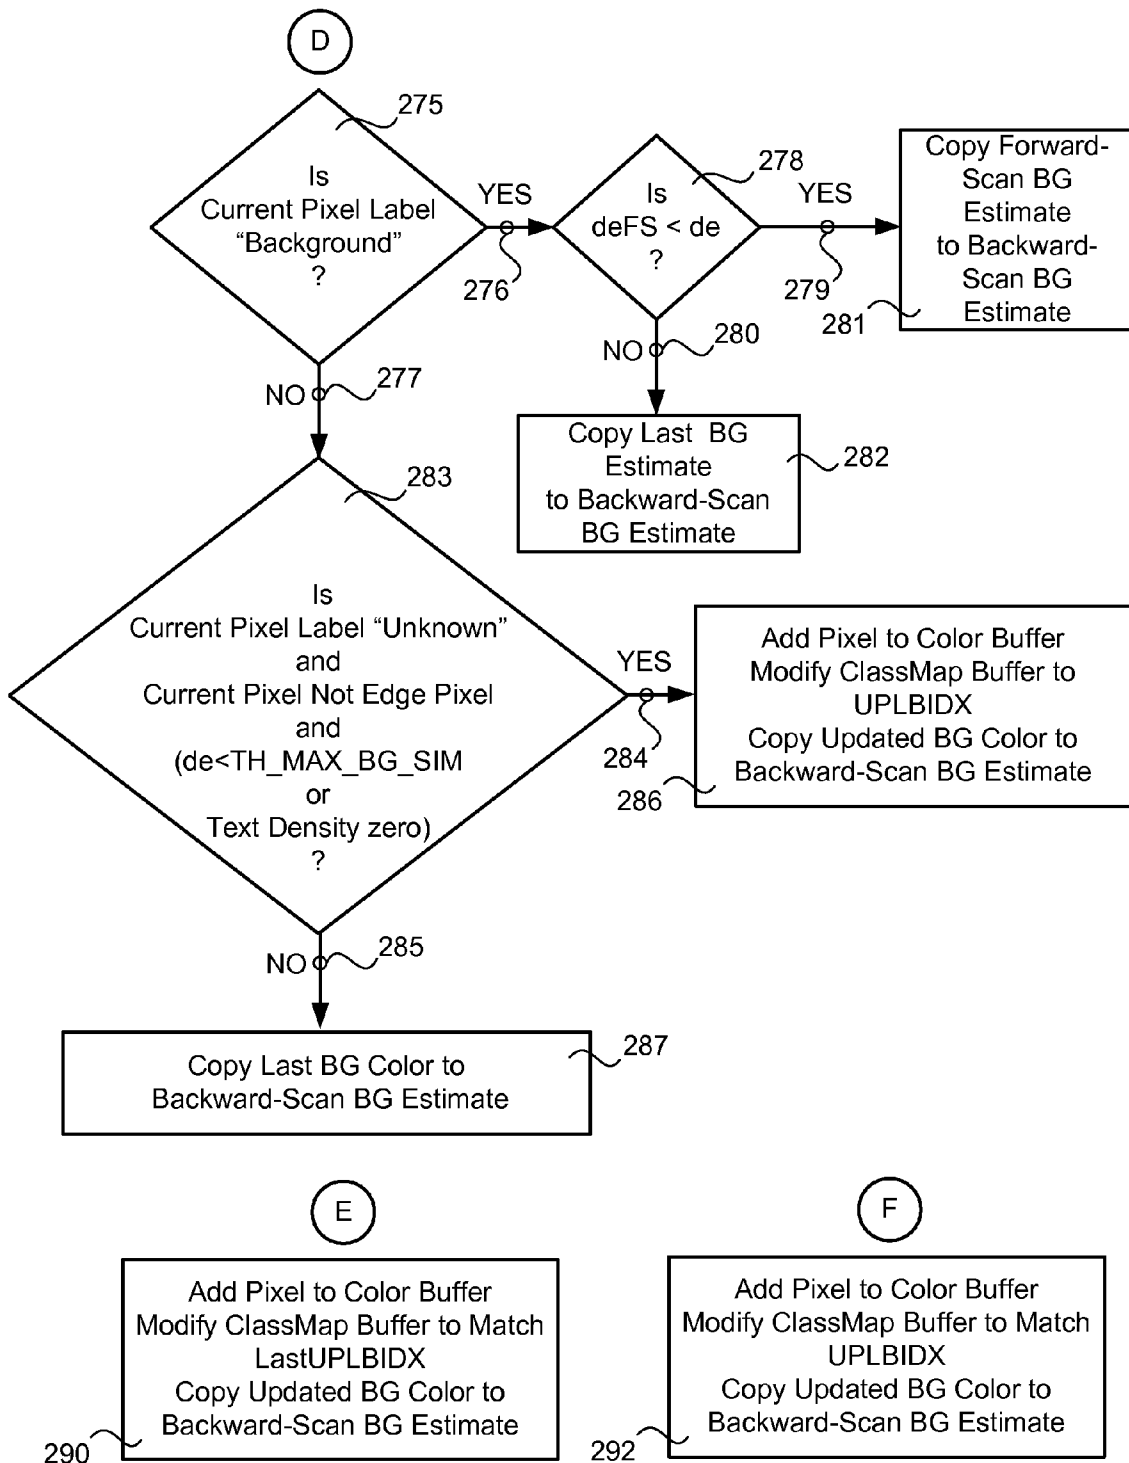 D
275
Is
Current Pixel Label
“Background”
?
YES
276
278
Is
deFS < de
?
YES
279
Copy Forward-
Scan BG
Estimate
to Backward-
Scan BG
Estimate
281
NO
280
NO
277
Copy Last BG
Estimate
to Backward-Scan
BG Estimate
282
283
Is
Current Pixel Label “Unknown”
and
Current Pixel Not Edge Pixel
and
(de<TH_MAX_BG_SIM
or
Text Density zero)
?
YES
284
Add Pixel to Color Buffer
Modify ClassMap Buffer to
UPLBIDX
Copy Updated BG Color to
Backward-Scan BG Estimate
286
NO
285
Copy Last BG Color to
Backward-Scan BG Estimate
287
E
Add Pixel to Color Buffer
Modify ClassMap Buffer to Match
LastUPLBIDX
Copy Updated BG Color to
Backward-Scan BG Estimate
290
F
Add Pixel to Color Buffer
Modify ClassMap Buffer to Match
UPLBIDX
Copy Updated BG Color to
Backward-Scan BG Estimate
292